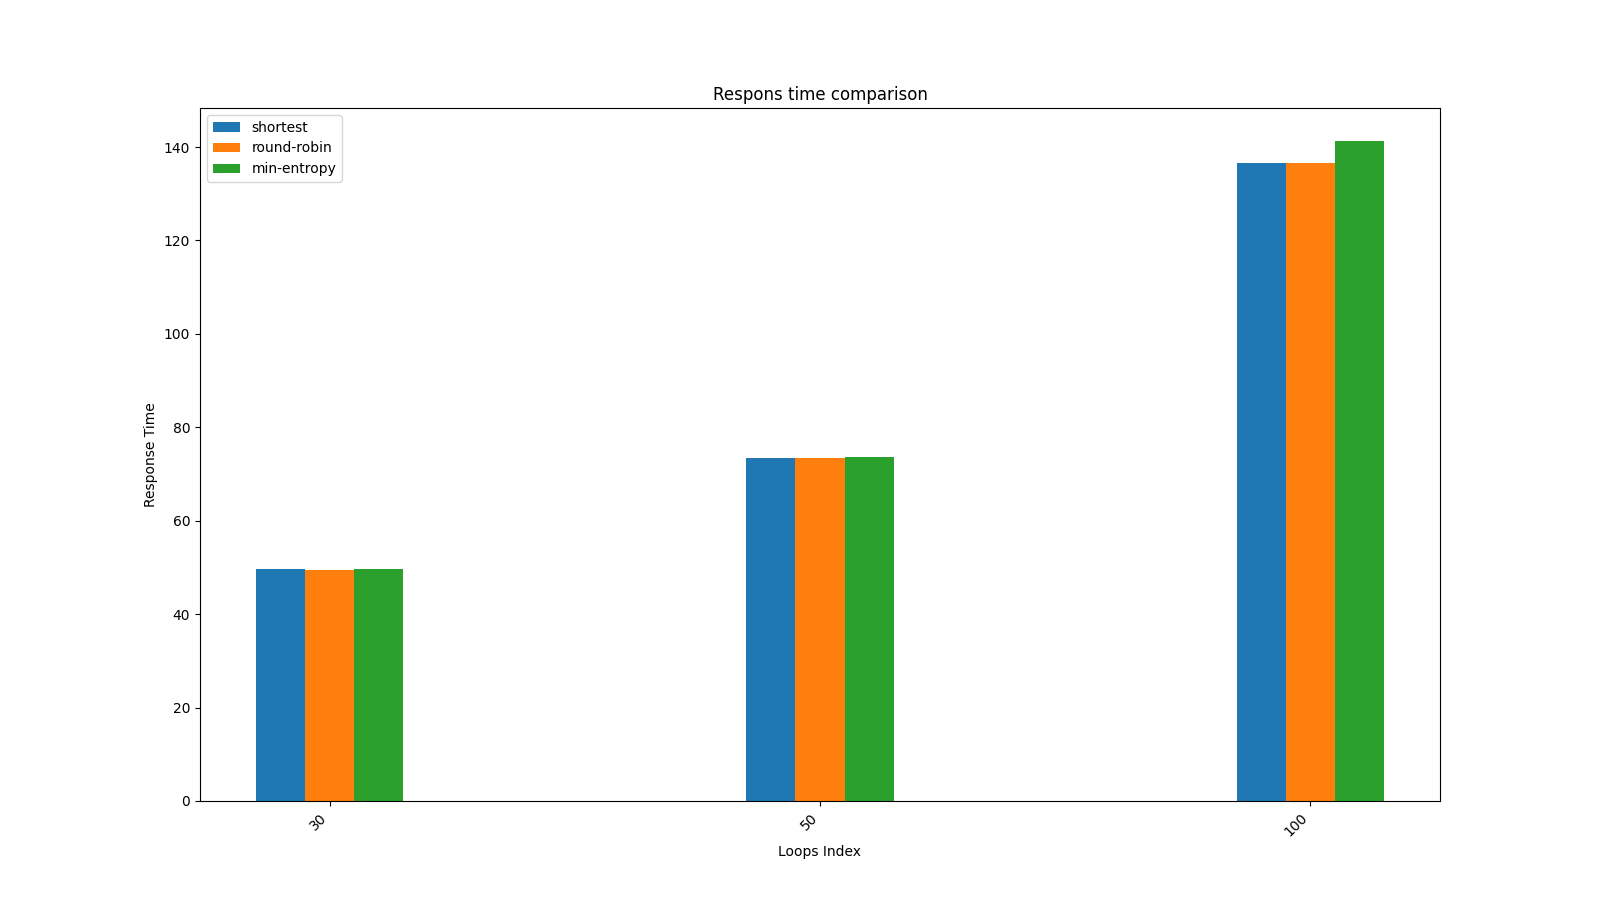 Respons time comparison
shortest
round-robin
min-entropy
140
120
100
80
60
40
20
0
Response Time
30
50
100
Loops Index